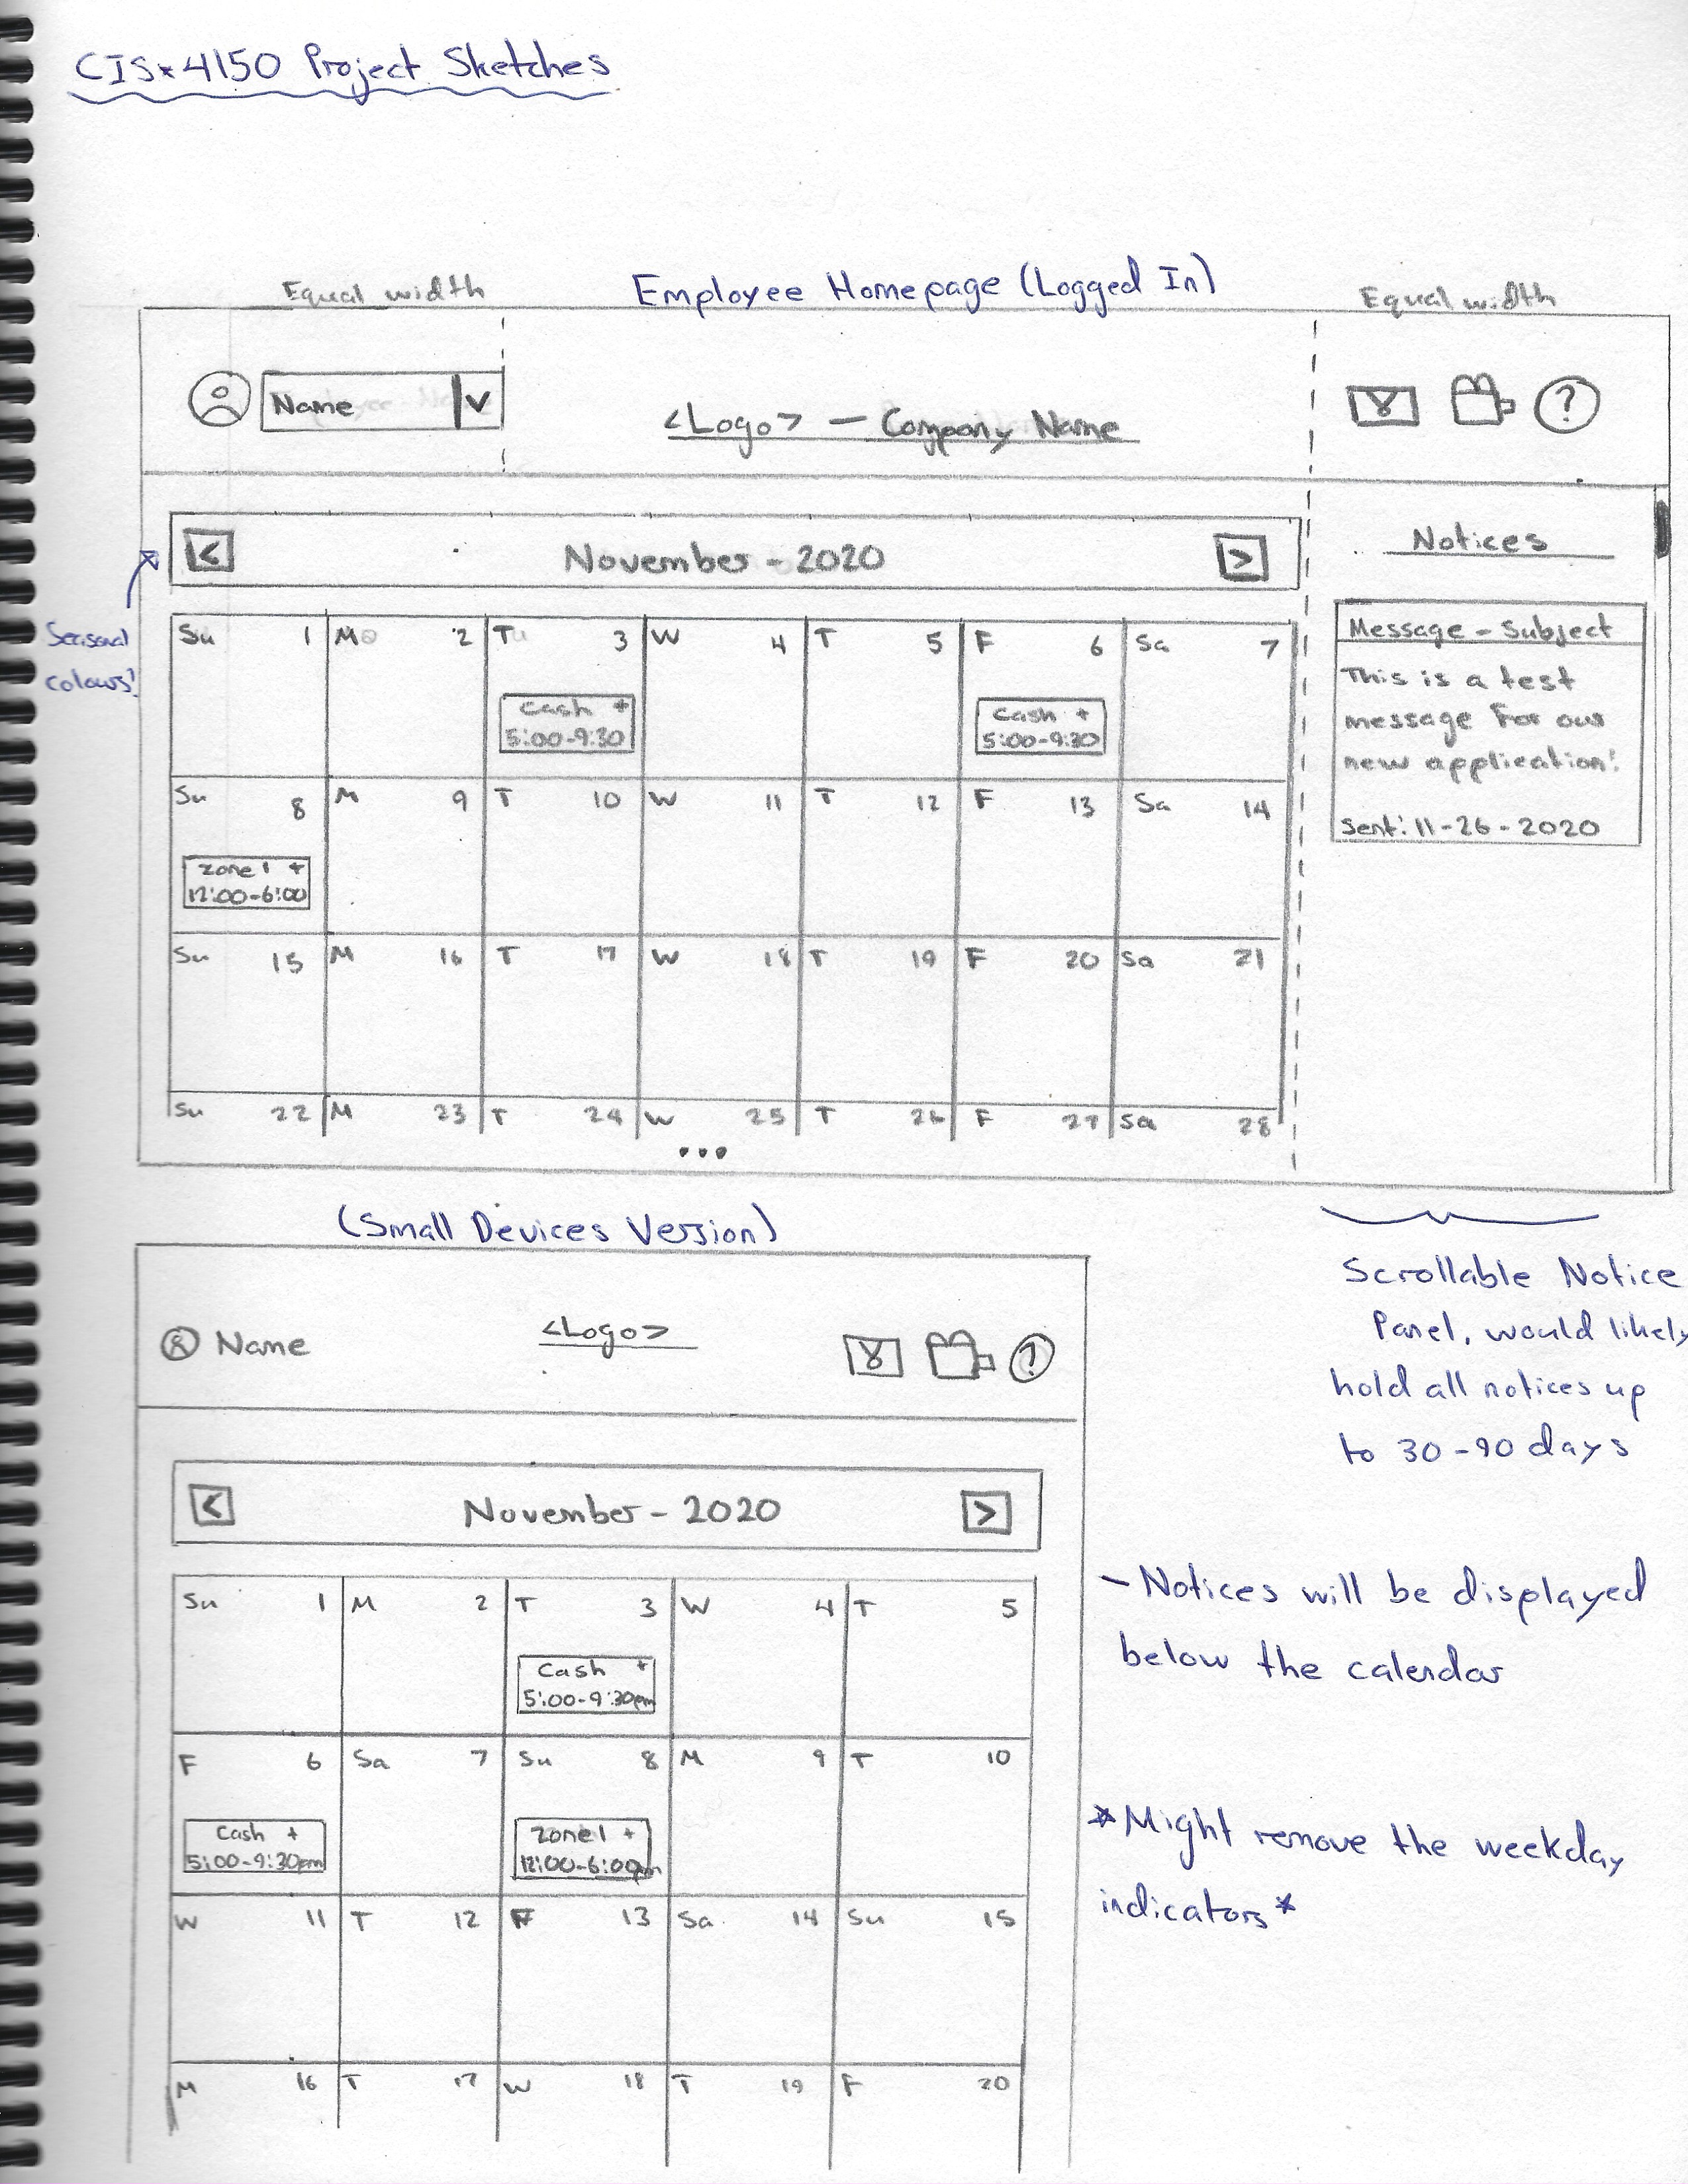 CIS*4150 Project Sketches
Employee Homepage (Logged In)
Equal width
Equal width
Name V
<Logo> - Company Name
?
<
November - 2020
>
Notices
Seasonal
colours!
Su 1 Mo 2 Tu 3 W 4 T 5 F 6 Sa 7
Cash +
5:00-9:30
Cash +
5:00-9:30
Message - Subject
This is a test
message for our
new application!
Sent: 11-26-2020
Su 8 M 9 T 10 W 11 T 12 F 13 Sa 14
Zone 1 +
12:00-6:00
Su 15 M 16 T 17 W 18 T 19 F 20 Sa 21
Su 22 M 23 T 24 W 25 T 26 F 27 Sa 28
...
(Small Devices Version)
Scrollable Notice
Panel, would likely
hold all notices up
to 30-90 days
Name
<Logo>
?
<
November - 2020
>
- Notices will be displayed
below the calendar
Su 1 M 2 T 3 W 4 T 5
Cash +
5:00-9:30pm
F 6 Sa 7 Su 8 M 9 T 10
Cash +
5:00-9:30pm
Zone 1 +
12:00-6:00pm
*Might remove the weekday
indicators*
W 11 T 12 F 13 Sa 14 Su 15
M 16 T 17 W 18 T 19 F 20